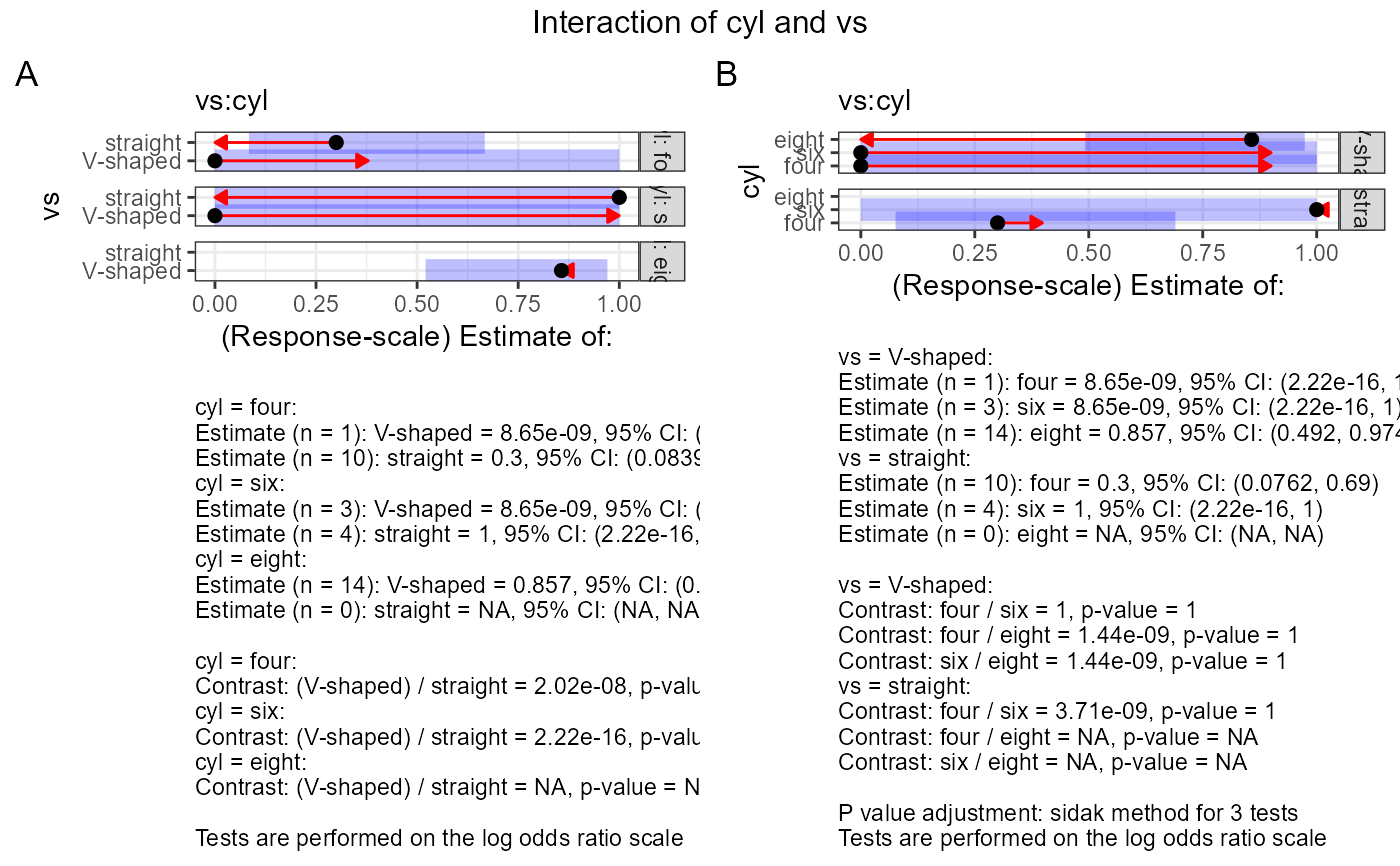 Interaction of cyl and vs
A
vs:cyl
straight
V-shaped
straight
V-shaped
straight
V-shaped
vs
0.00 0.25 0.50 0.75 1.00
(Response-scale) Estimate of:
cyl = four:
Estimate (n = 1): V-shaped = 8.65e-09, 95% CI: (
Estimate (n = 10): straight = 0.3, 95% CI: (0.0839
cyl = six:
Estimate (n = 3): V-shaped = 8.65e-09, 95% CI: (
Estimate (n = 4): straight = 1, 95% CI: (2.22e-16,
cyl = eight:
Estimate (n = 14): V-shaped = 0.857, 95% CI: (0.
Estimate (n = 0): straight = NA, 95% CI: (NA, NA
cyl = four:
Contrast: (V-shaped) / straight = 2.02e-08, p-valu
cyl = six:
Contrast: (V-shaped) / straight = 2.22e-16, p-valu
cyl = eight:
Contrast: (V-shaped) / straight = NA, p-value = N
Tests are performed on the log odds ratio scale
B
vs:cyl
eight
six
four
eight
six
four
cyl
0.00 0.25 0.50 0.75 1.00
(Response-scale) Estimate of:
vs = V-shaped:
Estimate (n = 1): four = 8.65e-09, 95% CI: (2.22e-16, 1
Estimate (n = 3): six = 8.65e-09, 95% CI: (2.22e-16, 1)
Estimate (n = 14): eight = 0.857, 95% CI: (0.492, 0.974
vs = straight:
Estimate (n = 10): four = 0.3, 95% CI: (0.0762, 0.69)
Estimate (n = 4): six = 1, 95% CI: (2.22e-16, 1)
Estimate (n = 0): eight = NA, 95% CI: (NA, NA)
vs = V-shaped:
Contrast: four / six = 1, p-value = 1
Contrast: four / eight = 1.44e-09, p-value = 1
Contrast: six / eight = 1.44e-09, p-value = 1
vs = straight:
Contrast: four / six = 3.71e-09, p-value = 1
Contrast: four / eight = NA, p-value = NA
Contrast: six / eight = NA, p-value = NA
P value adjustment: sidak method for 3 tests
Tests are performed on the log odds ratio scale